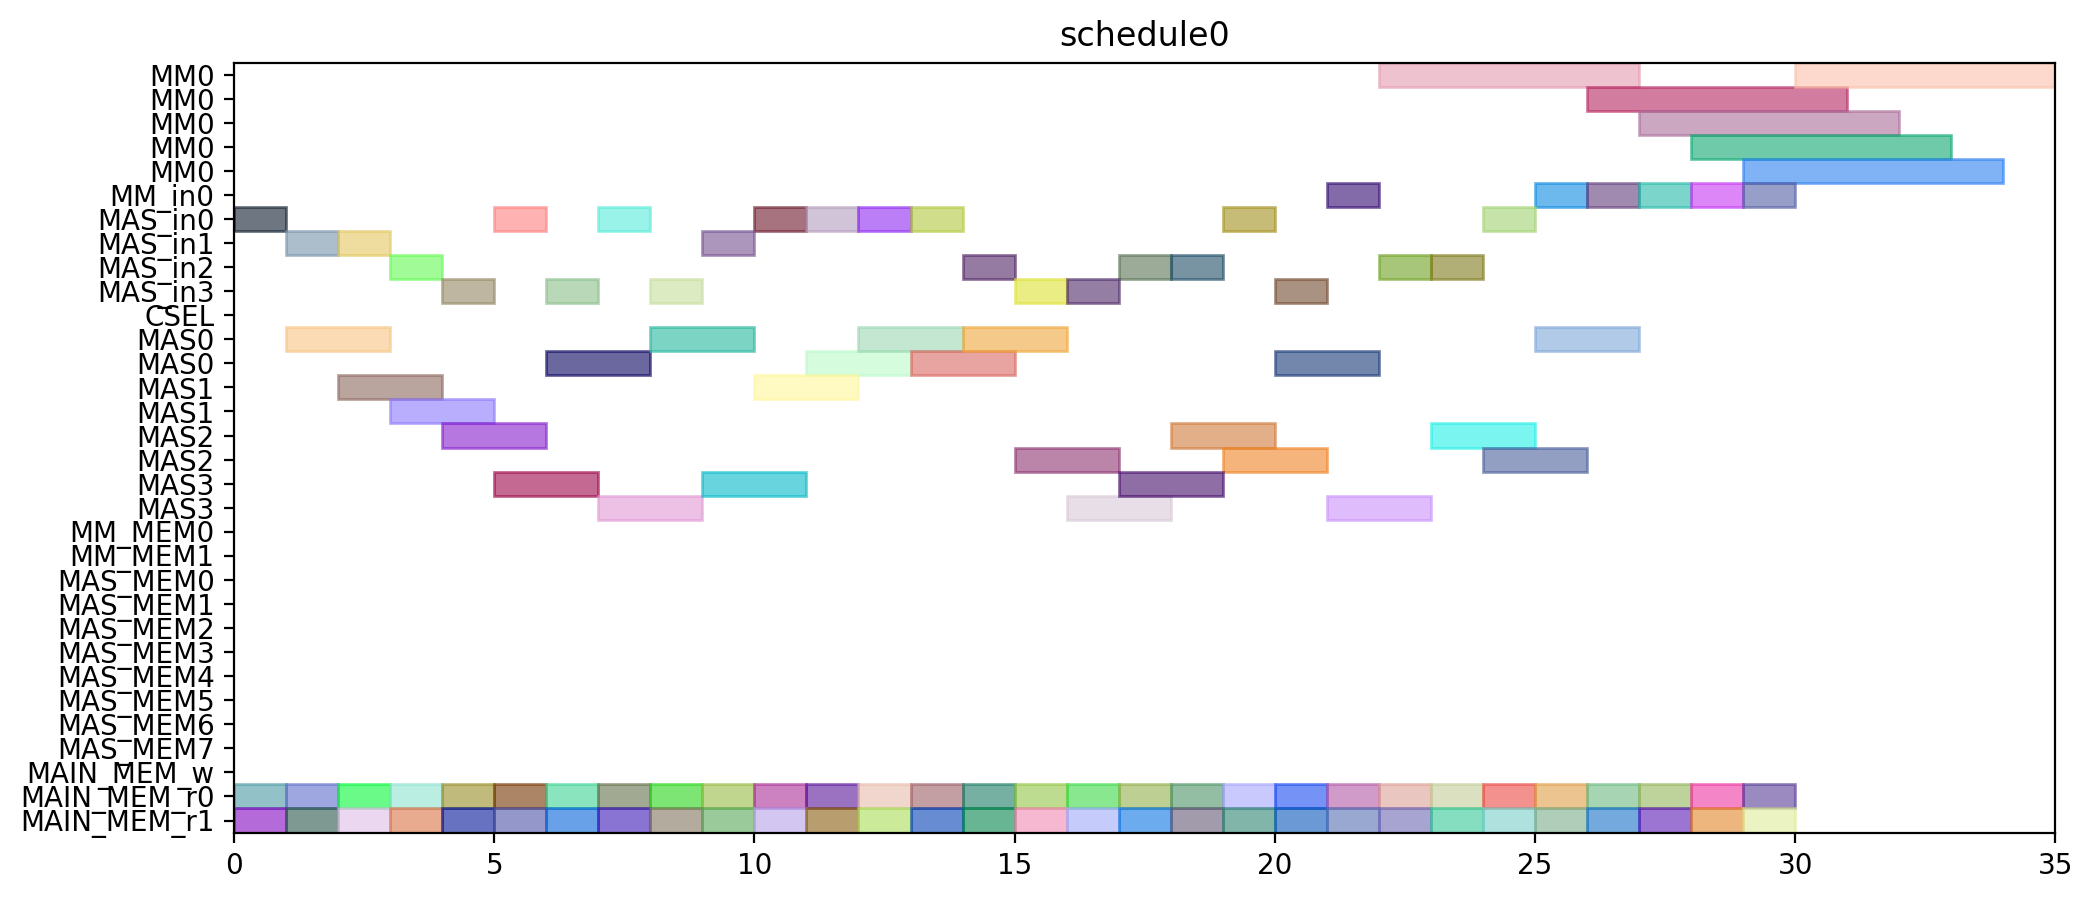 schedule0
MM0
MM0
MM0
MM0
MM0
MM_in0
MAS_in0
MAS_in1
MAS_in2
MAS_in3
CSEL
MAS0
MAS0
MAS1
MAS1
MAS2
MAS2
MAS3
MAS3
MM_MEM0
MM_MEM1
MAS_MEM0
MAS_MEM1
MAS_MEM2
MAS_MEM3
MAS_MEM4
MAS_MEM5
MAS_MEM6
MAS_MEM7
MAIN_MEM_w
MAIN_MEM_r0
MAIN_MEM_r1
0 5 10 15 20 25 30 35